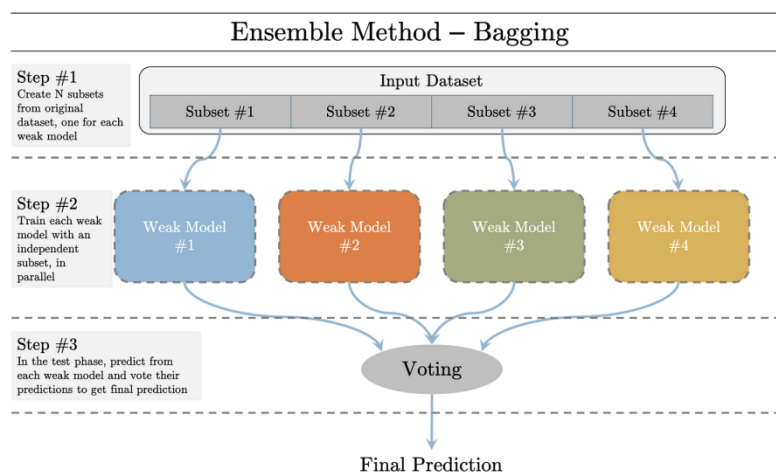 Ensemble Method – Bagging
Step #1
Create N subsets
from original
dataset, one for each
weak model
Input Dataset
Subset #1
Subset #2
Subset #3
Subset #4
Step #2
Train each weak
model with an
independent
subset, in
parallel
Weak Model
#1
Weak Model
#2
Weak Model
#3
Weak Model
#4
Step #3
In the test phase, predict from
each weak model and vote their
predictions to get final prediction
Voting
Final Prediction